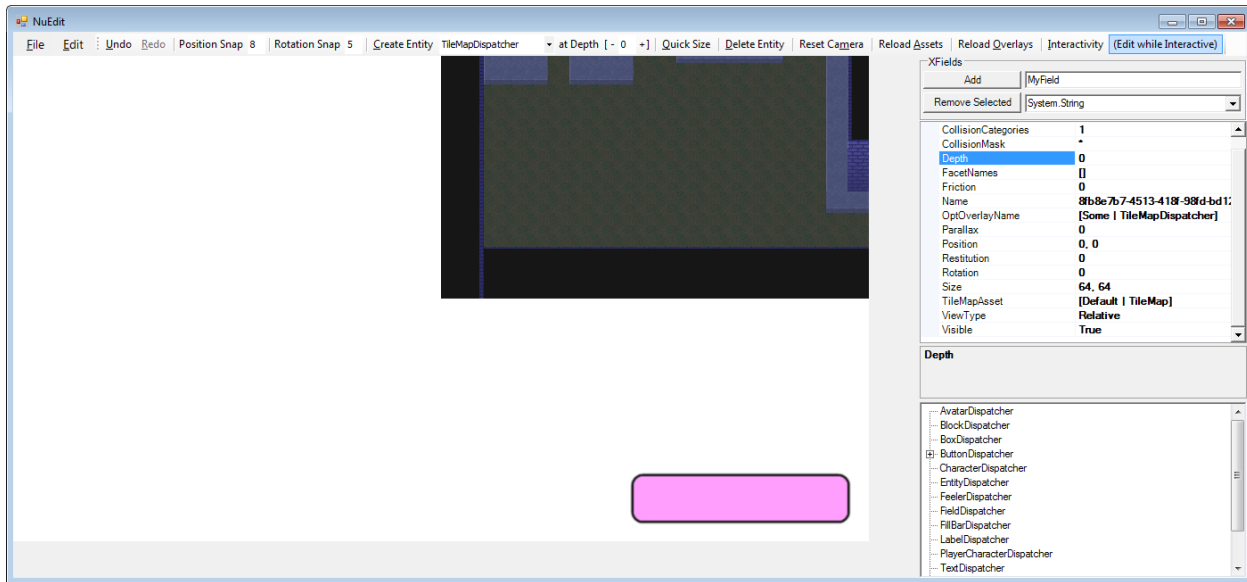 NuEdit
File Edit Undo Redo Position Snap 8 Rotation Snap 5 Create Entity TileMapDispatcher at Depth [ - 0 +] Quick Size Delete Entity Reset Camera Reload Assets Reload Overlays Interactivity (Edit while Interactive)
XFields
Add MyField
Remove Selected System.String
CollisionCategories 1
CollisionMask *
Depth 0
FacetNames []
Friction 0
Name 8fb8e7b7-4513-418f-98fd-bd12
OptOverlayName [Some | TileMapDispatcher]
Parallax 0
Position 0, 0
Restitution 0
Rotation 0
Size 64, 64
TileMapAsset [Default | TileMap]
ViewType Relative
Visible True
Depth
AvatarDispatcher
BlockDispatcher
BoxDispatcher
ButtonDispatcher
CharacterDispatcher
EntityDispatcher
FeelerDispatcher
FieldDispatcher
FillBarDispatcher
LabelDispatcher
PlayerCharacterDispatcher
TextDispatcher